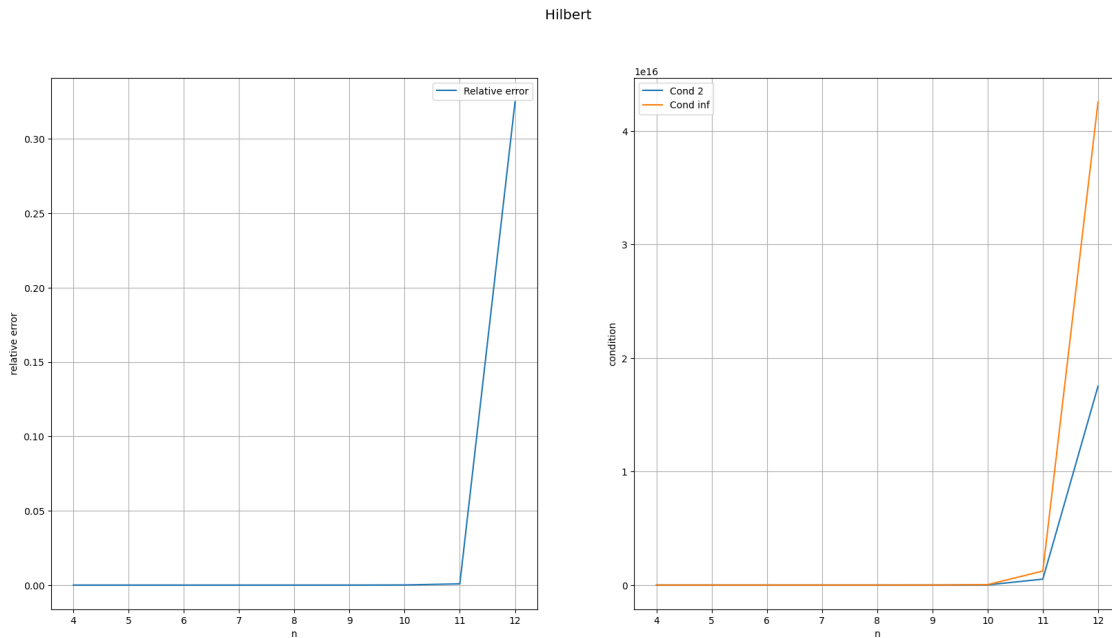 Hilbert
Relative error
0.30
0.25
0.20
0.15
0.10
0.05
0.00
relative error
4 5 6 7 8 9 10 11 12
n
1e16
Cond 2
Cond inf
4
3
2
1
0
condition
4 5 6 7 8 9 10 11 12
n